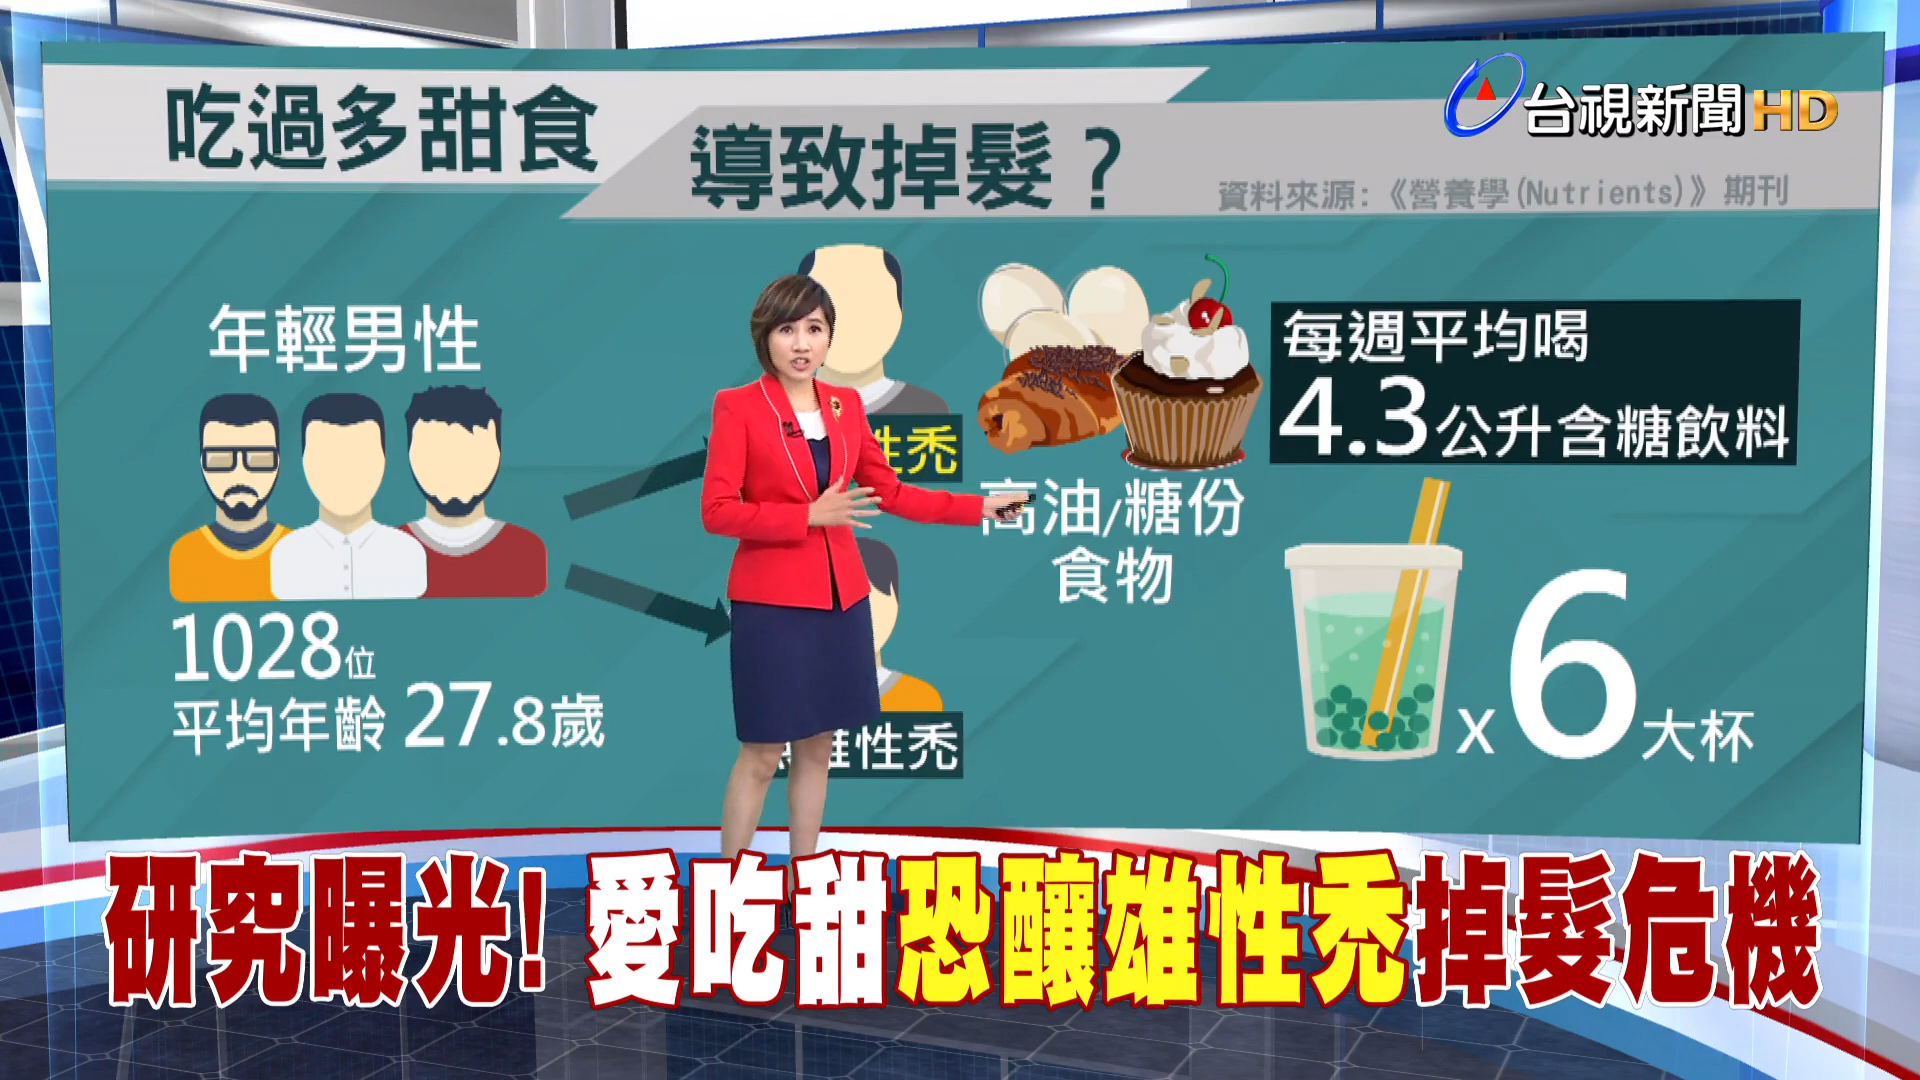 吃過多甜食
導致掉髮？
台視新聞HD
資料來源：《營養學(Nutrients)》期刊
年輕男性
1028位
平均年齡 27.8歲
性禿
雄性禿
高油/糖份
食物
每週平均喝
4.3公升含糖飲料
x6大杯
研究曝光! 愛吃甜恐釀雄性禿掉髮危機